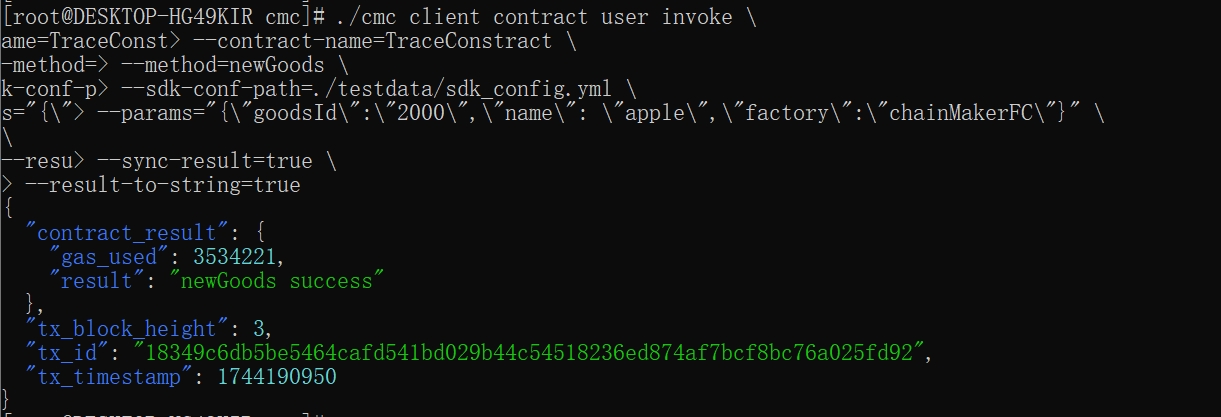 [root@DESKTOP-HG49KIR cmc]# ./cmc client contract user invoke \
ame=TraceConst> --contract-name=TraceConstract \
-method=> --method=newGoods \
k-conf-p> --sdk-conf-path=./testdata/sdk_config.yml \
s="{\"> --params="{\"goodsId\":\"2000\",\"name\": \"apple\",\"factory\":\"chainMakerFC\"}" \
\
--resu> --sync-result=true \
> --result-to-string=true
{
  "contract_result": {
    "gas_used": 3534221,
    "result": "newGoods success"
  },
  "tx_block_height": 3,
  "tx_id": "18349c6db5be5464cafd541bd029b44c54518236ed874af7bcf8bc76a025fd92",
  "tx_timestamp": 1744190950
}